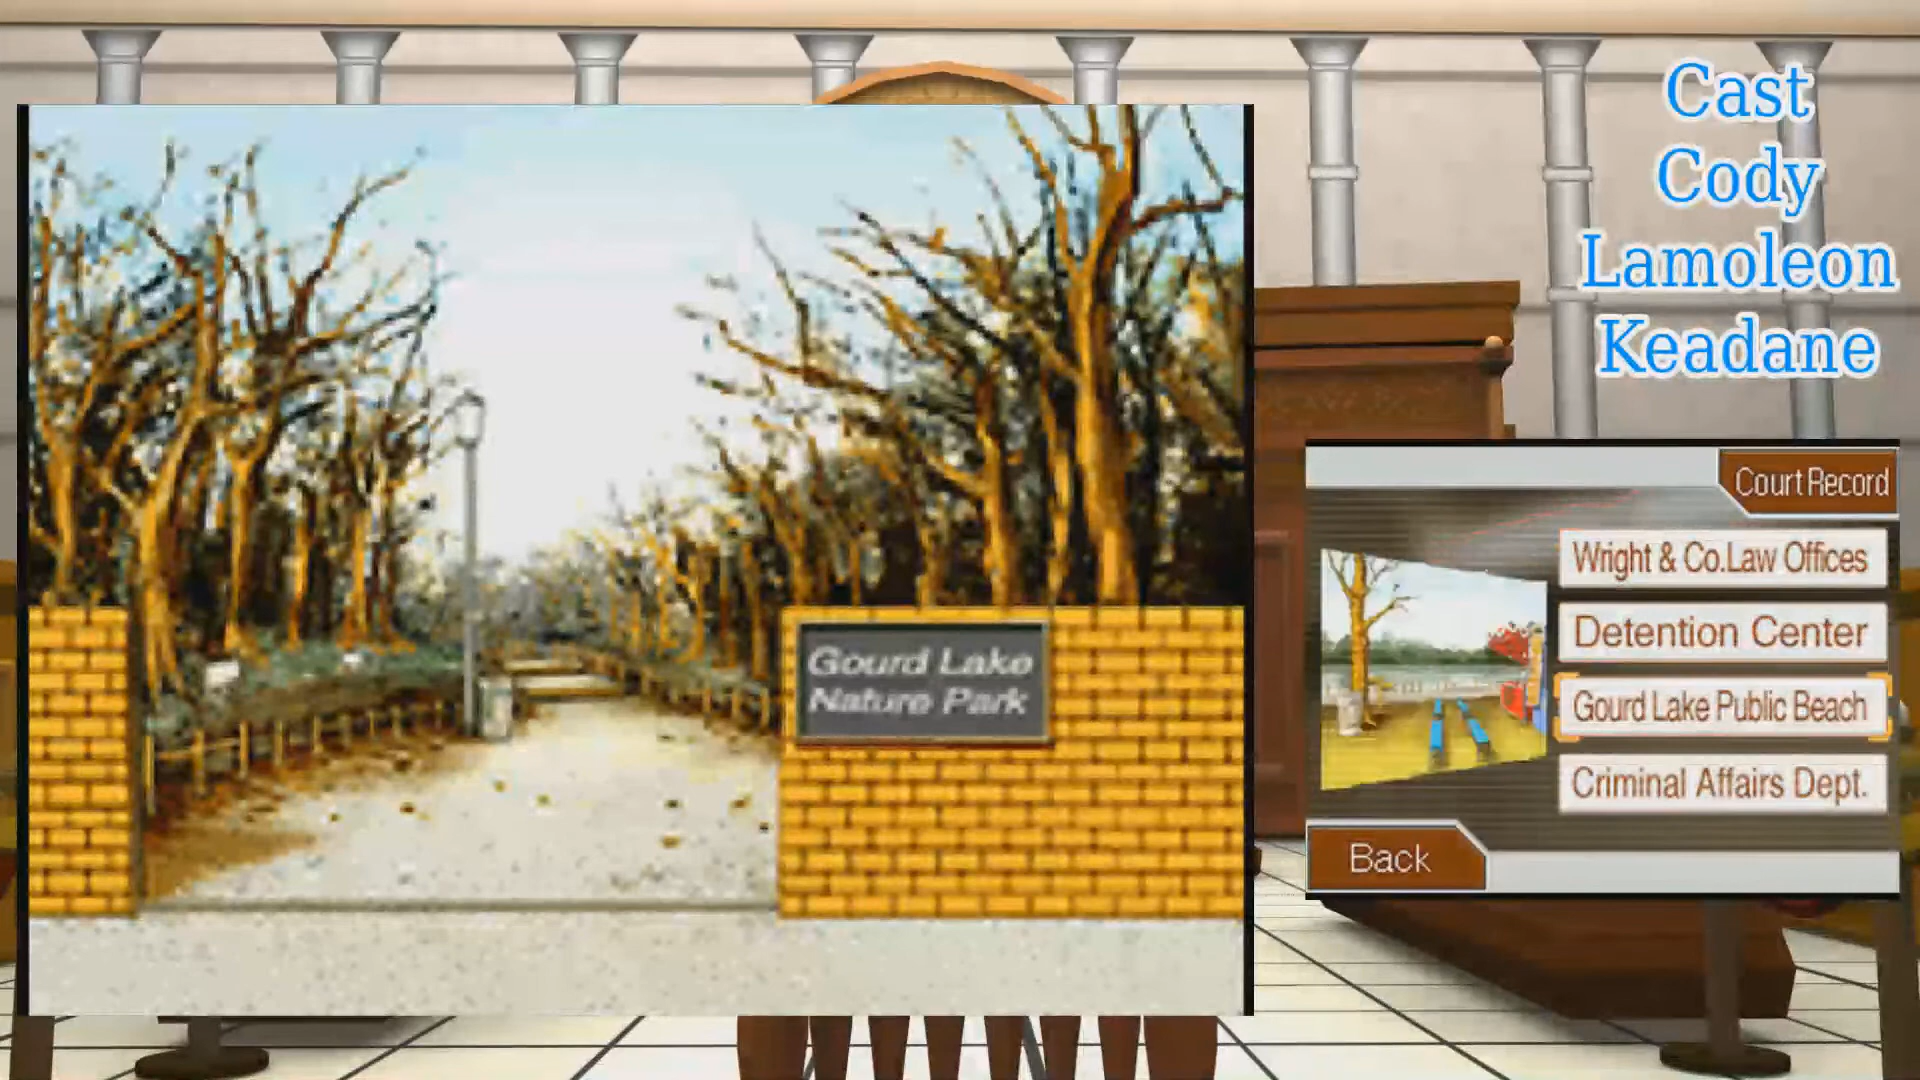 Cast
Cody
Lamoleon
Keadane
Court Record
Wright & Co.Law Offices
Detention Center
Gourd Lake Public Beach
Criminal Affairs Dept.
Back
Gourd Lake
Nature Park